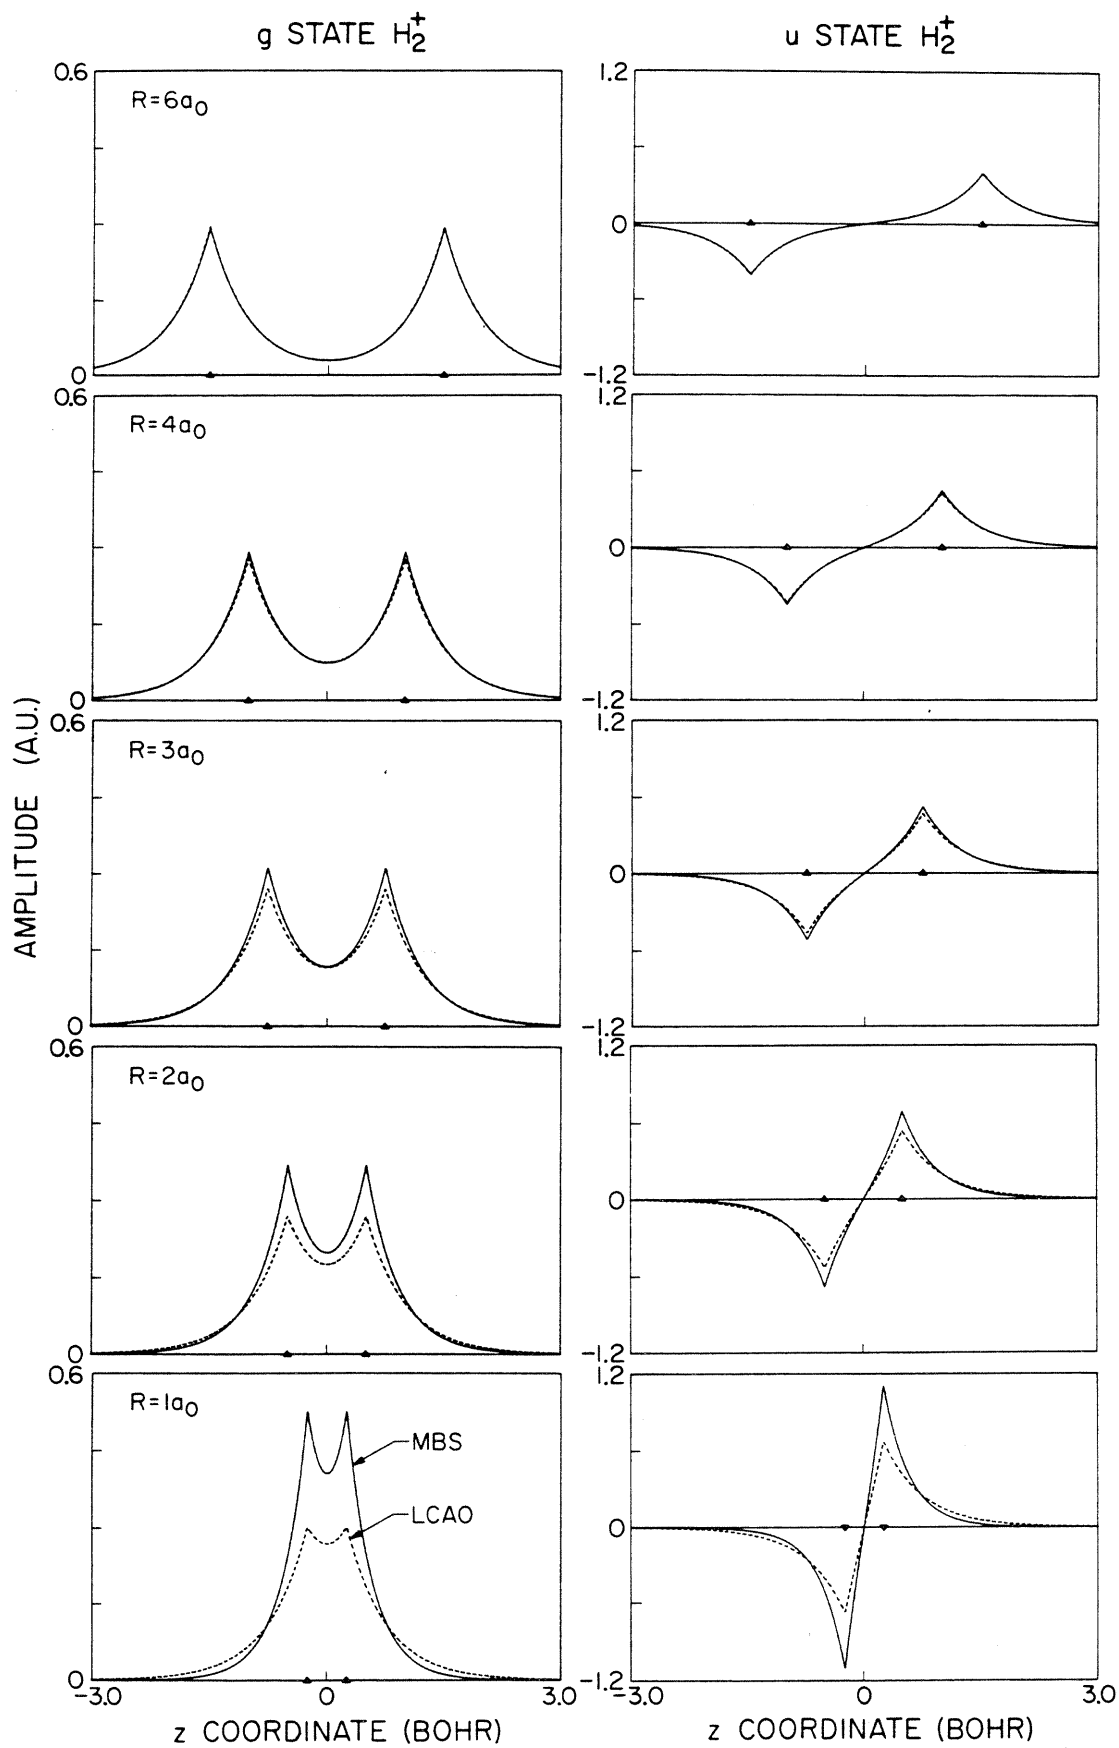 g STATE H₂⁺
u STATE H₂⁺
0.6
R=6a₀
0
1.2
0
-1.2
0.6
R=4a₀
0
1.2
0
-1.2
AMPLITUDE (A.U.)
0.6
R=3a₀
0
1.2
0
-1.2
0.6
R=2a₀
0
1.2
0
-1.2
0.6
R=1a₀
MBS
LCAO
0
1.2
0
-1.2
-3.0
0
3.0
-3.0
0
3.0
z COORDINATE (BOHR)
z COORDINATE (BOHR)